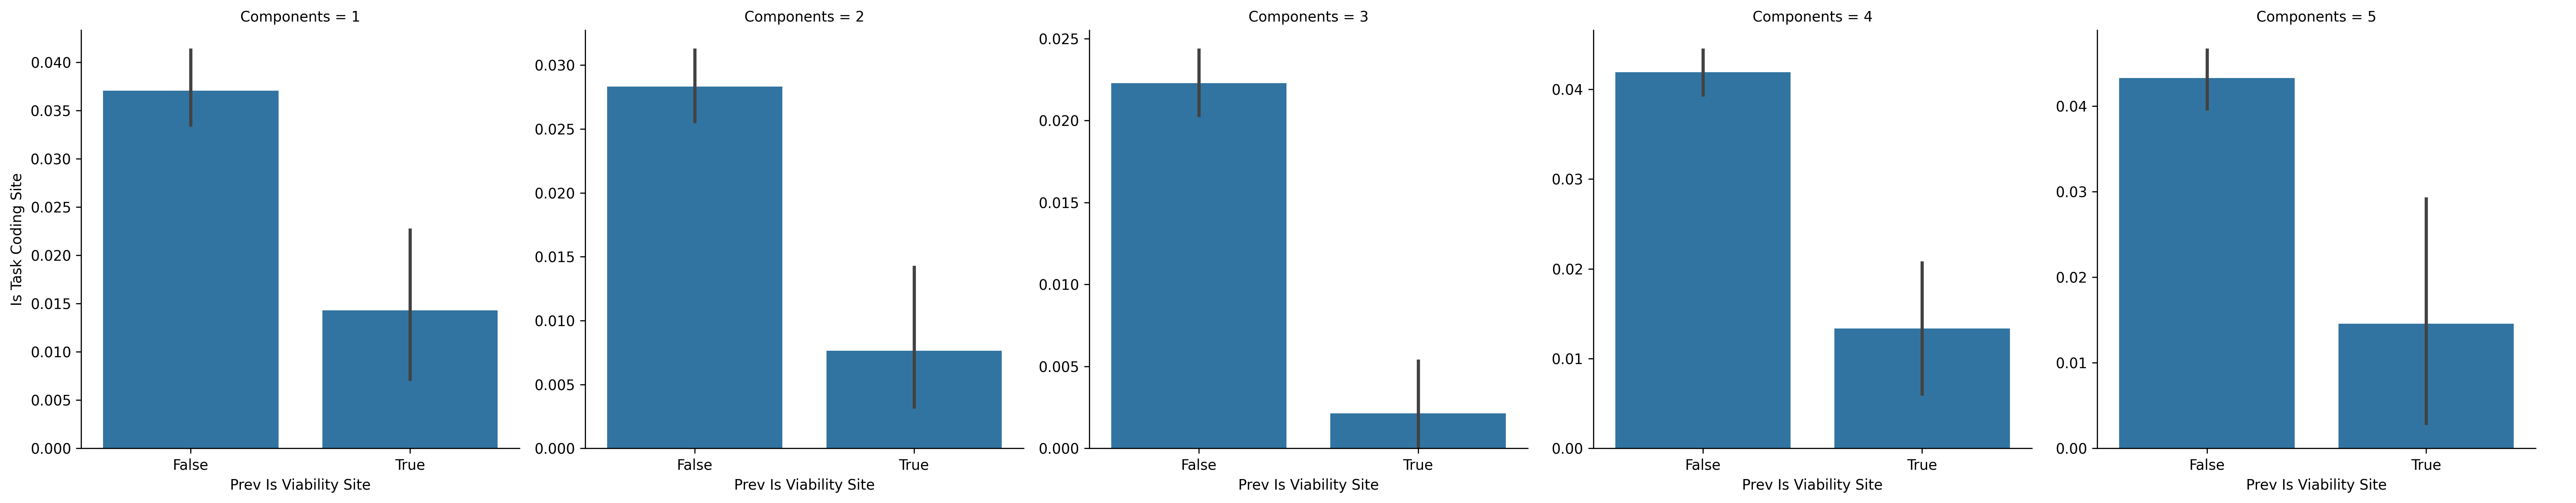 Components = 1
Is Task Coding Site
0.040
0.035
0.030
0.025
0.020
0.015
0.010
0.005
0.000
False True
Prev Is Viability Site
Components = 2
0.030
0.025
0.020
0.015
0.010
0.005
0.000
False True
Prev Is Viability Site
Components = 3
0.025
0.020
0.015
0.010
0.005
0.000
False True
Prev Is Viability Site
Components = 4
0.04
0.03
0.02
0.01
0.00
False True
Prev Is Viability Site
Components = 5
0.04
0.03
0.02
0.01
0.00
False True
Prev Is Viability Site